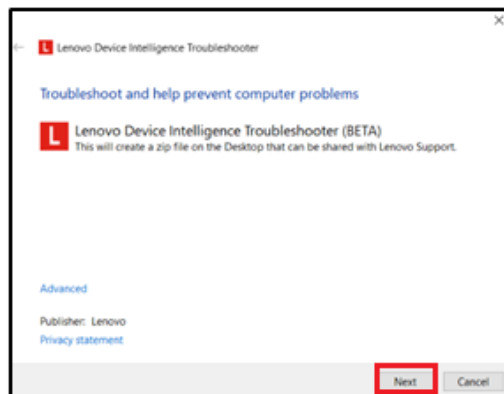 Lenovo Device Intelligence Troubleshooter
Troubleshoot and help prevent computer problems
L Lenovo Device Intelligence Troubleshooter (BETA)
This will create a zip file on the Desktop that can be shared with Lenovo Support.
Advanced
Publisher: Lenovo
Privacy statement
Next Cancel